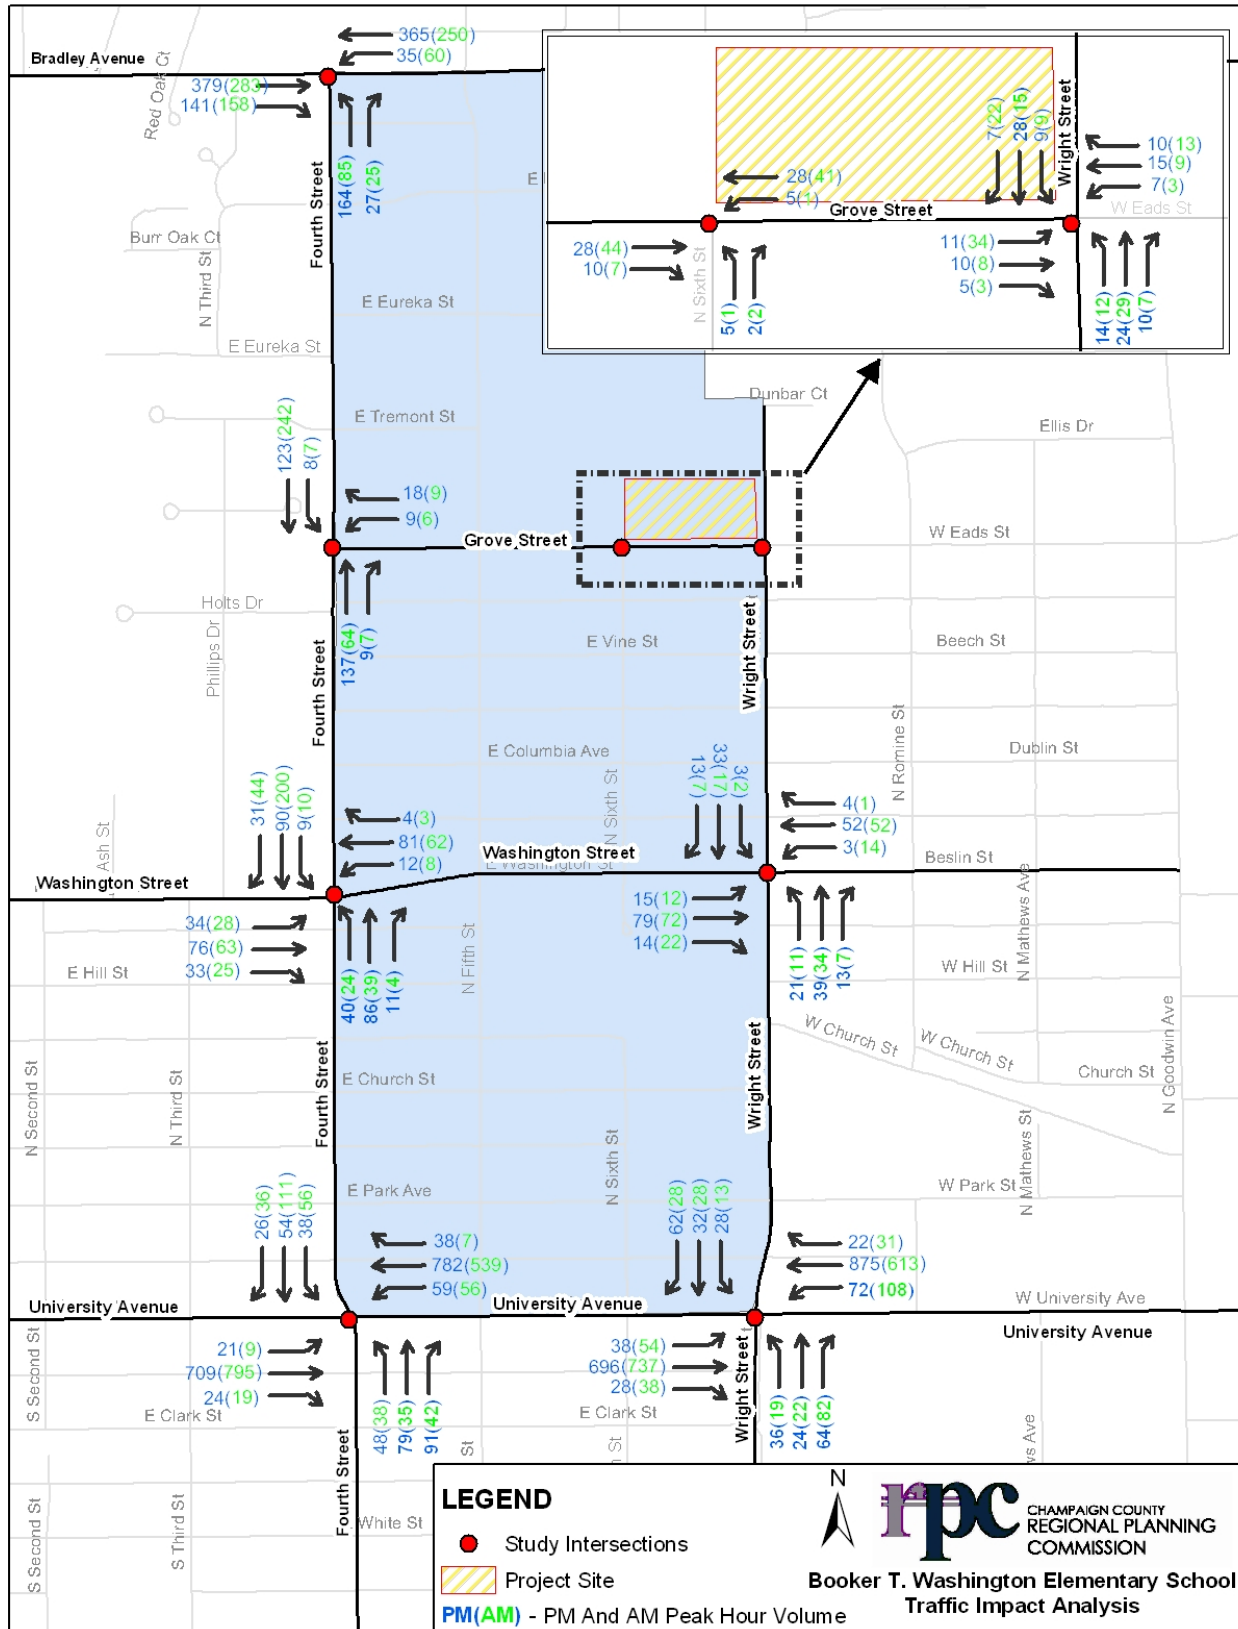 365(250)
35(60)
Bradley Avenue
379(283)
141(158)
Red Oak Ct
164(85)
27(25)
Fourth Street
Burr Oak Ct
N Third St
E Eureka St
E Eureka St
E
7(22)
28(15)
9(9)
Wright Street
10(13)
15(9)
7(3)
28(41)
5(1)
Grove Street
W Eads St
28(44)
10(7)
N Sixth St
5(1)
2(2)
11(34)
10(8)
5(3)
14(12)
24(29)
10(7)
Dunbar Ct
E Tremont St
Ellis Dr
123(242)
8(7)
18(9)
9(6)
Grove Street
W Eads St
Holts Dr
137(64)
9(7)
Phillips Dr
E Vine St
Wright Street
Beech St
Fourth Street
E Columbia Ave
N Romine St
Dublin St
31(44)
90(200)
9(10)
Ash St
4(3)
81(62)
12(8)
N Sixth St
13(7)
33(17)
3(2)
4(1)
52(52)
3(14)
Washington Street
E Washington St
Beslin St
Washington Street
34(28)
76(63)
33(25)
E Hill St
40(24)
86(39)
11(4)
N Fifth St
15(12)
79(72)
14(22)
21(11)
39(34)
13(7)
W Hill St
N Mathews Ave
N Goodwin Ave
W Church St
W Church St
Church St
N Second St
N Third St
Fourth Street
E Church St
Wright Street
E Park Ave
N Sixth St
W Park St
N Mathews St
26(36)
54(111)
38(56)
38(7)
782(539)
59(56)
62(28)
32(28)
28(13)
22(31)
875(613)
72(108)
University Avenue
University Avenue
W University Ave
University Avenue
S Second St
21(9)
709(795)
24(19)
E Clark St
48(38)
79(35)
91(42)
38(54)
696(737)
28(38)
E Clark St
Wright Street
36(19)
24(22)
64(82)
St
St
ws Ave
Fourth Street
S Second St
S Third St
White St
LEGEND
Study Intersections
Project Site
PM(AM) - PM And AM Peak Hour Volume
N
rpc
CHAMPAIGN COUNTY
REGIONAL PLANNING
COMMISSION
Booker T. Washington Elementary School
Traffic Impact Analysis